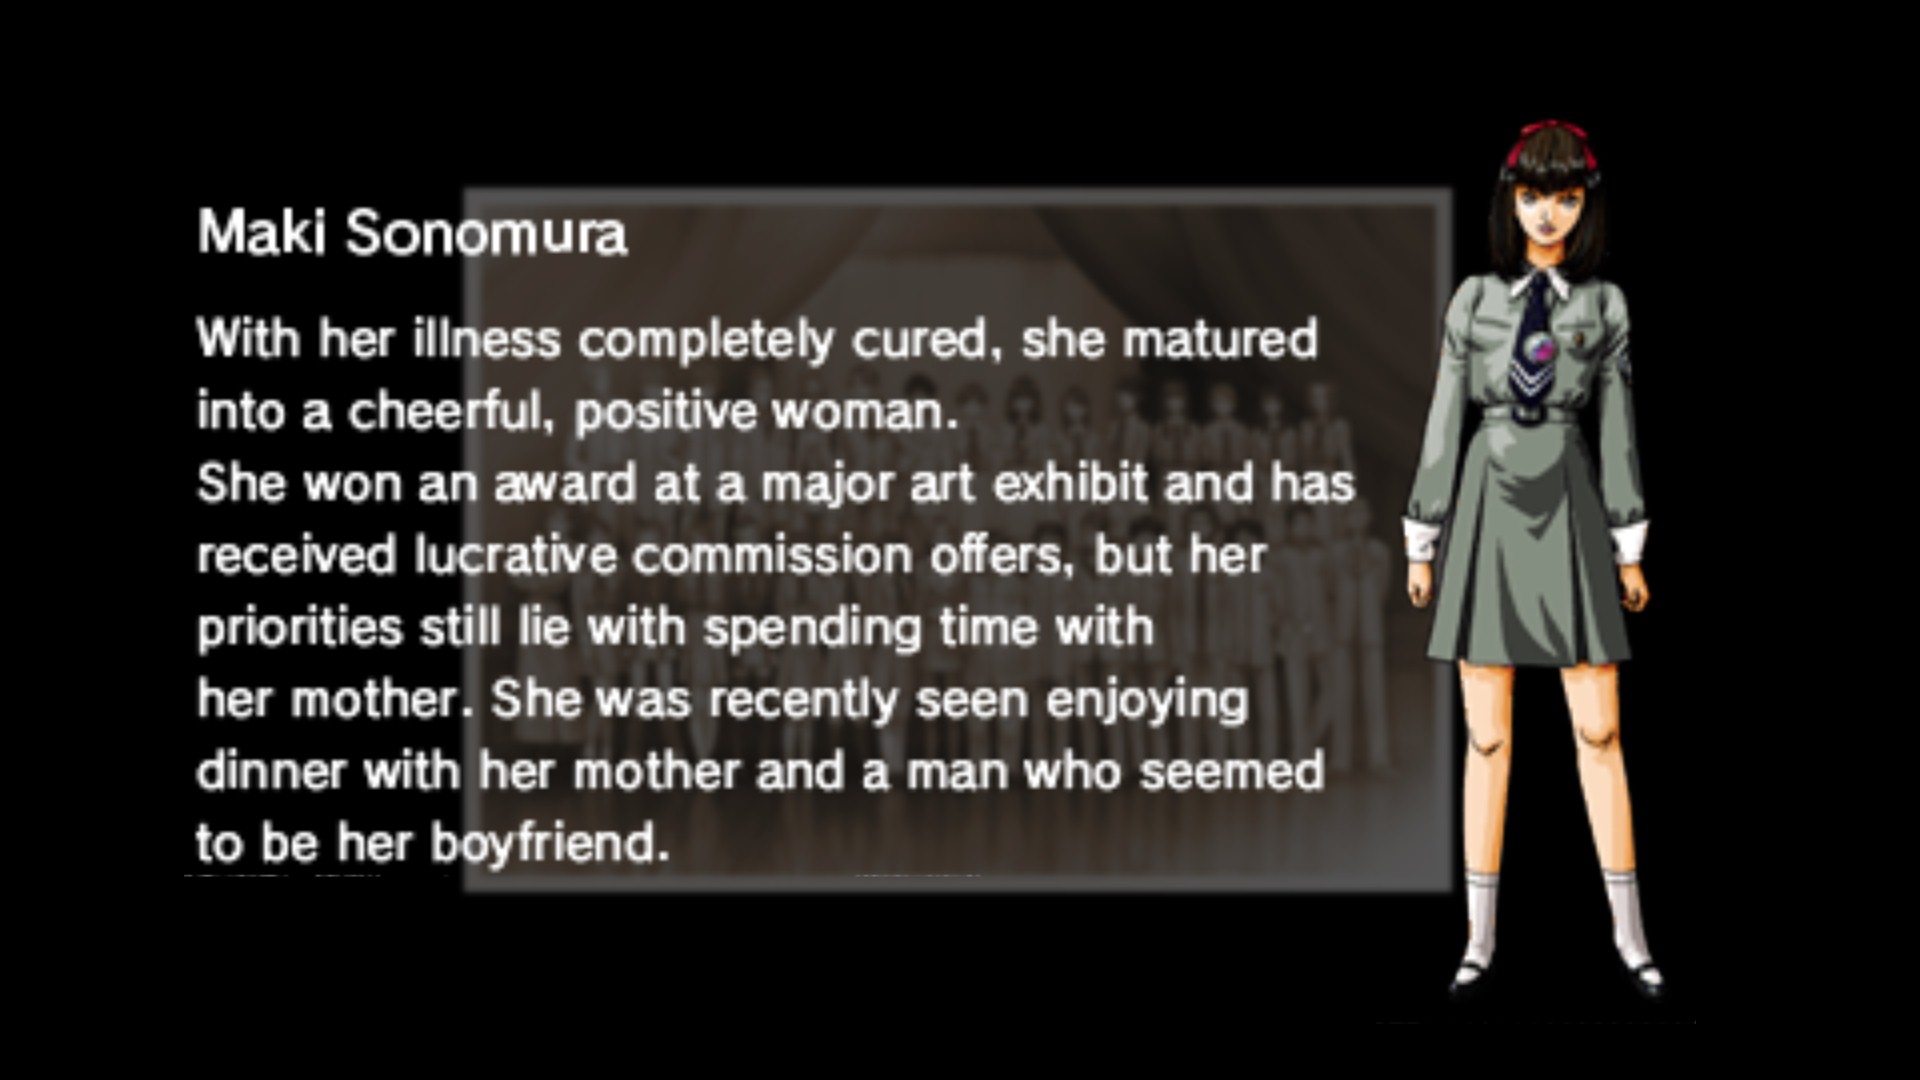 Maki Sonomura
With her illness completely cured, she matured
into a cheerful, positive woman.
She won an award at a major art exhibit and has
received lucrative commission offers, but her
priorities still lie with spending time with
her mother. She was recently seen enjoying
dinner with her mother and a man who seemed
to be her boyfriend.